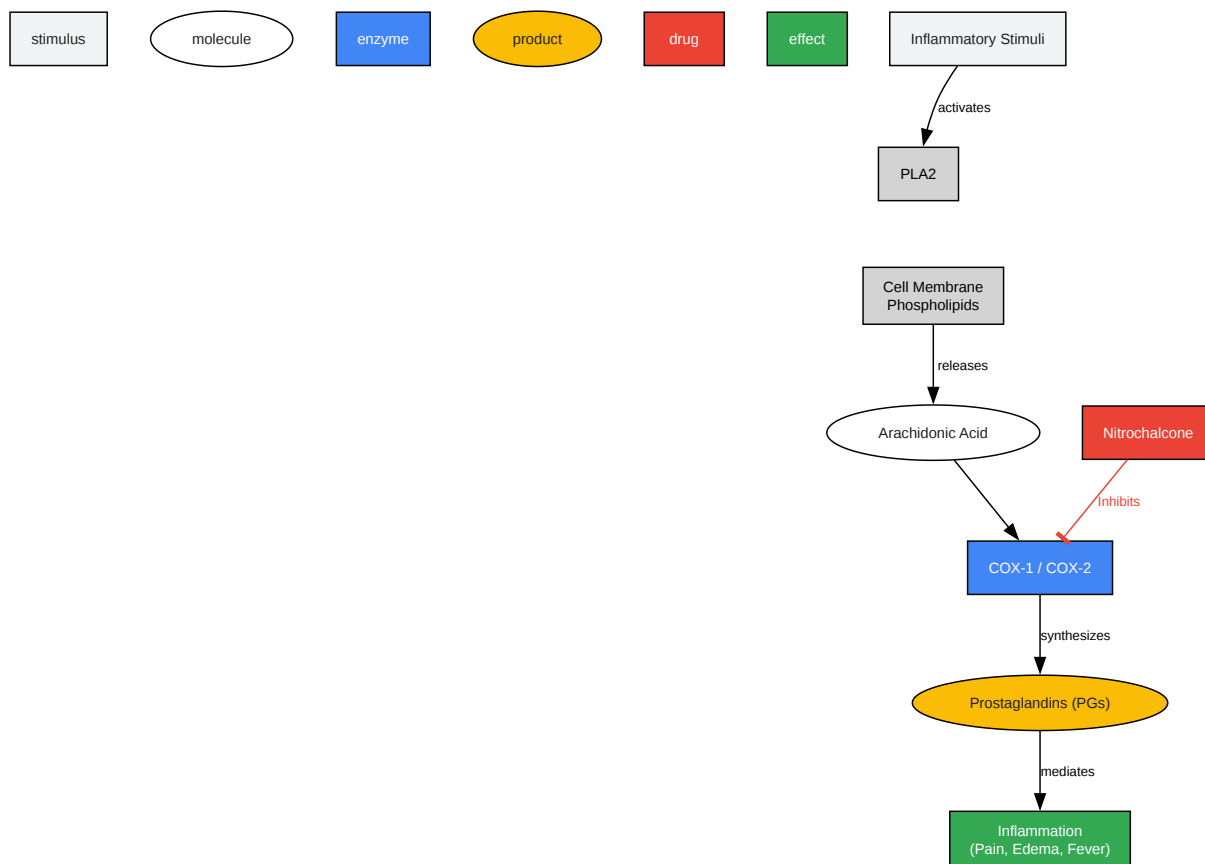 stimulus
molecule
enzyme
product
drug
effect
Inflammatory Stimuli
activates
PLA2
Cell Membrane
Phospholipids
releases
Arachidonic Acid
Nitrochalcone
Inhibits
COX-1 / COX-2
synthesizes
Prostaglandins (PGs)
mediates
Inflammation
(Pain, Edema, Fever)